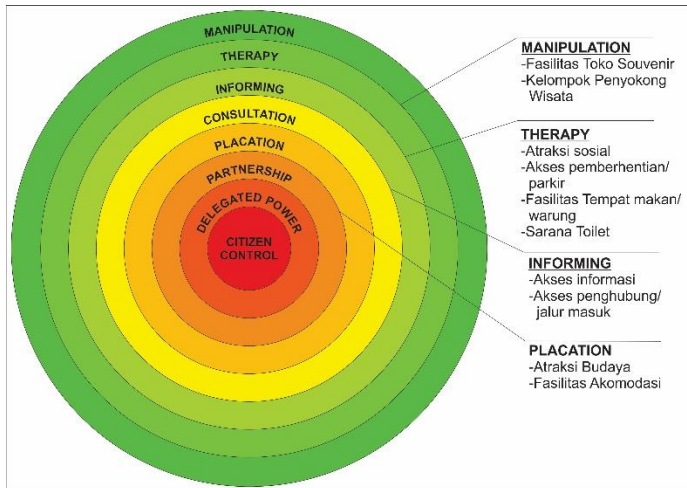 MANIPULATION
THERAPY
INFORMING
CONSULTATION
PLACATION
PARTNERSHIP
DELEGATED POWER
CITIZEN
CONTROL
MANIPULATION
-Fasilitas Toko Souvenir
-Kelompok Penyokong
Wisata
THERAPY
-Atraksi sosial
-Akses pemberhentian/
parkir
-Fasilitas Tempat makan/
warung
-Sarana Toilet
INFORMING
-Akses informasi
-Akses penghubung/
jalur masuk
PLACATION
-Atraksi Budaya
-Fasilitas Akomodasi